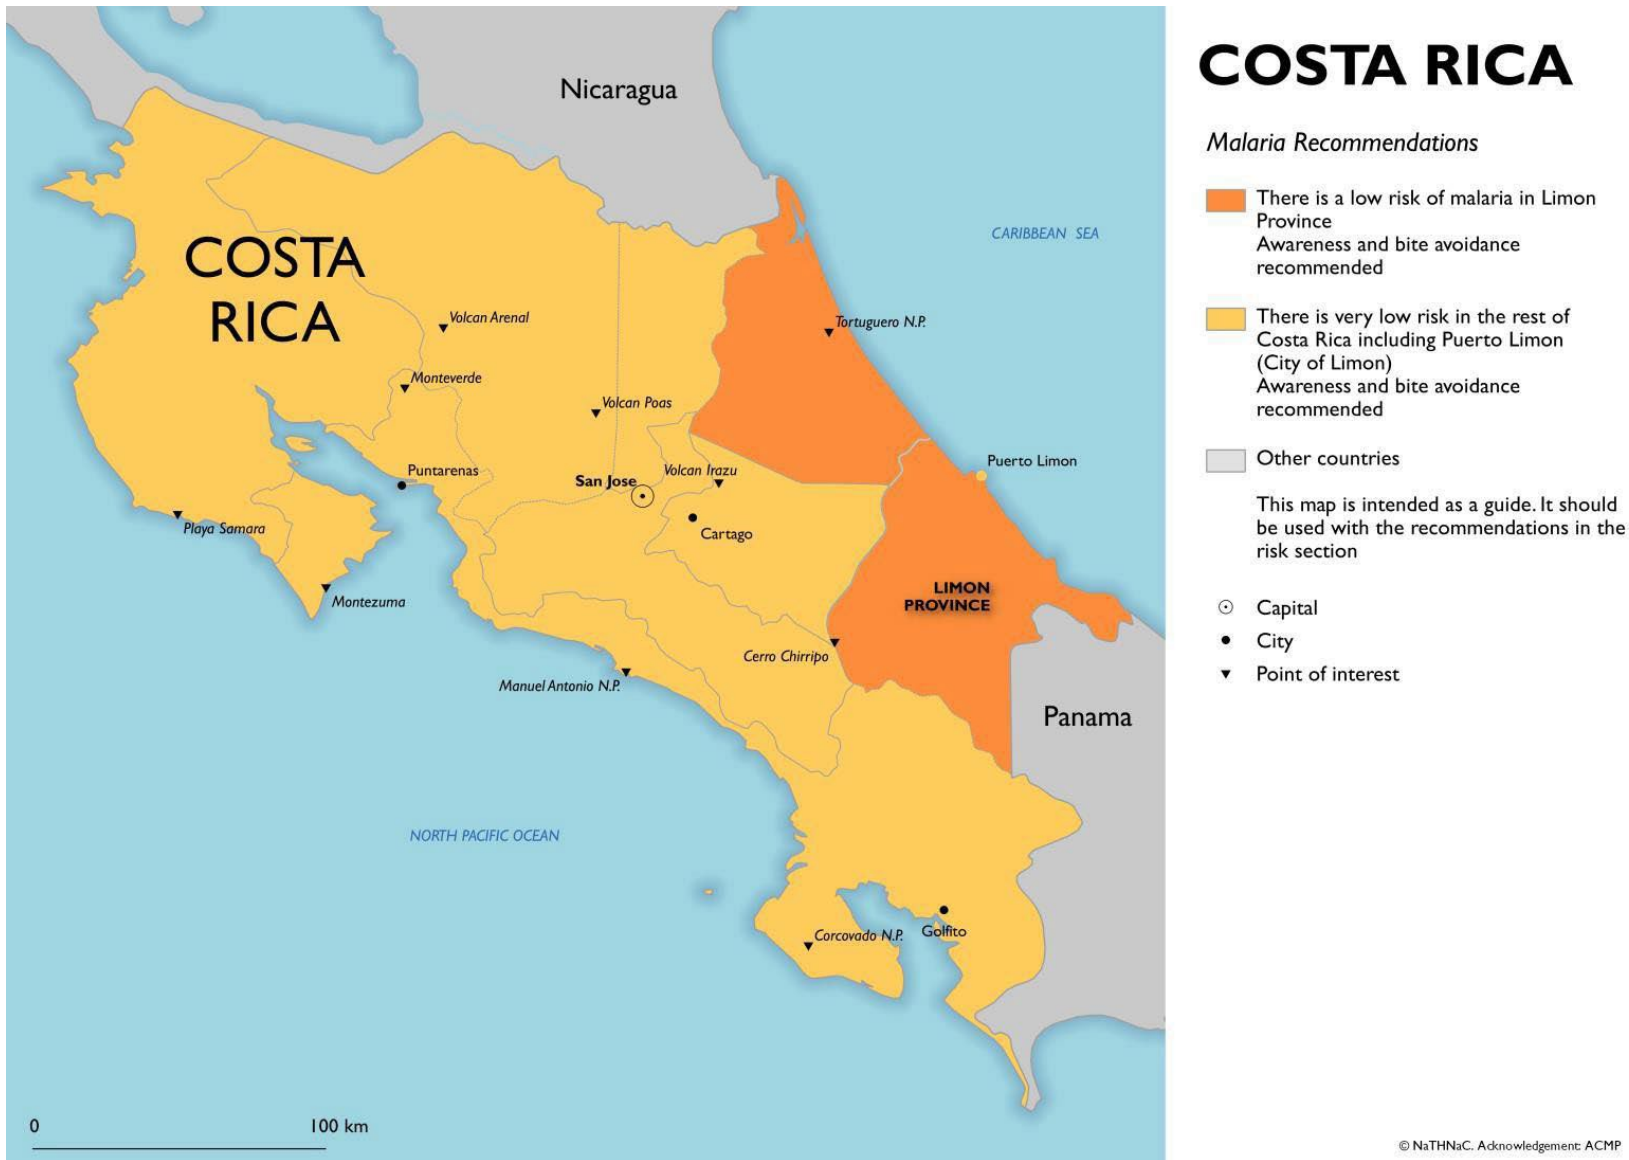 Nicaragua
COSTA
RICA
CARIBBEAN SEA
Volcan Arenal
Tortuguero N.P.
Monteverde
Volcan Poas
Puntarenas
Volcan Irazu
Puerto Limon
San Jose
Playa Samara
Cartago
Montezuma
LIMON
PROVINCE
Cerro Chirripo
Manuel Antonio N.P.
Panama
NORTH PACIFIC OCEAN
Corcovado N.P.
Golfito
0
100 km
COSTA RICA
Malaria Recommendations
There is a low risk of malaria in Limon
Province
Awareness and bite avoidance
recommended
There is very low risk in the rest of
Costa Rica including Puerto Limon
(City of Limon)
Awareness and bite avoidance
recommended
Other countries
This map is intended as a guide. It should
be used with the recommendations in the
risk section
Capital
City
Point of interest
© NaTHNaC. Acknowledgement: ACMP